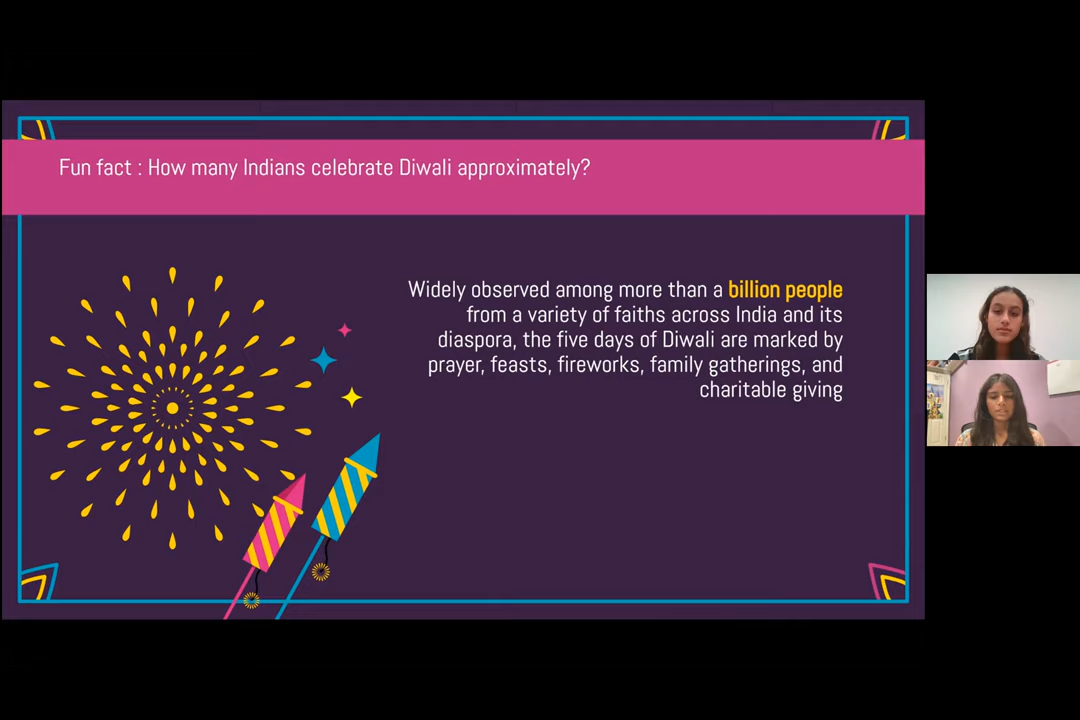 Fun fact : How many Indians celebrate Diwali approximately?
Widely observed among more than a billion people
from a variety of faiths across India and its
diaspora, the five days of Diwali are marked by
prayer, feasts, fireworks, family gatherings, and
charitable giving